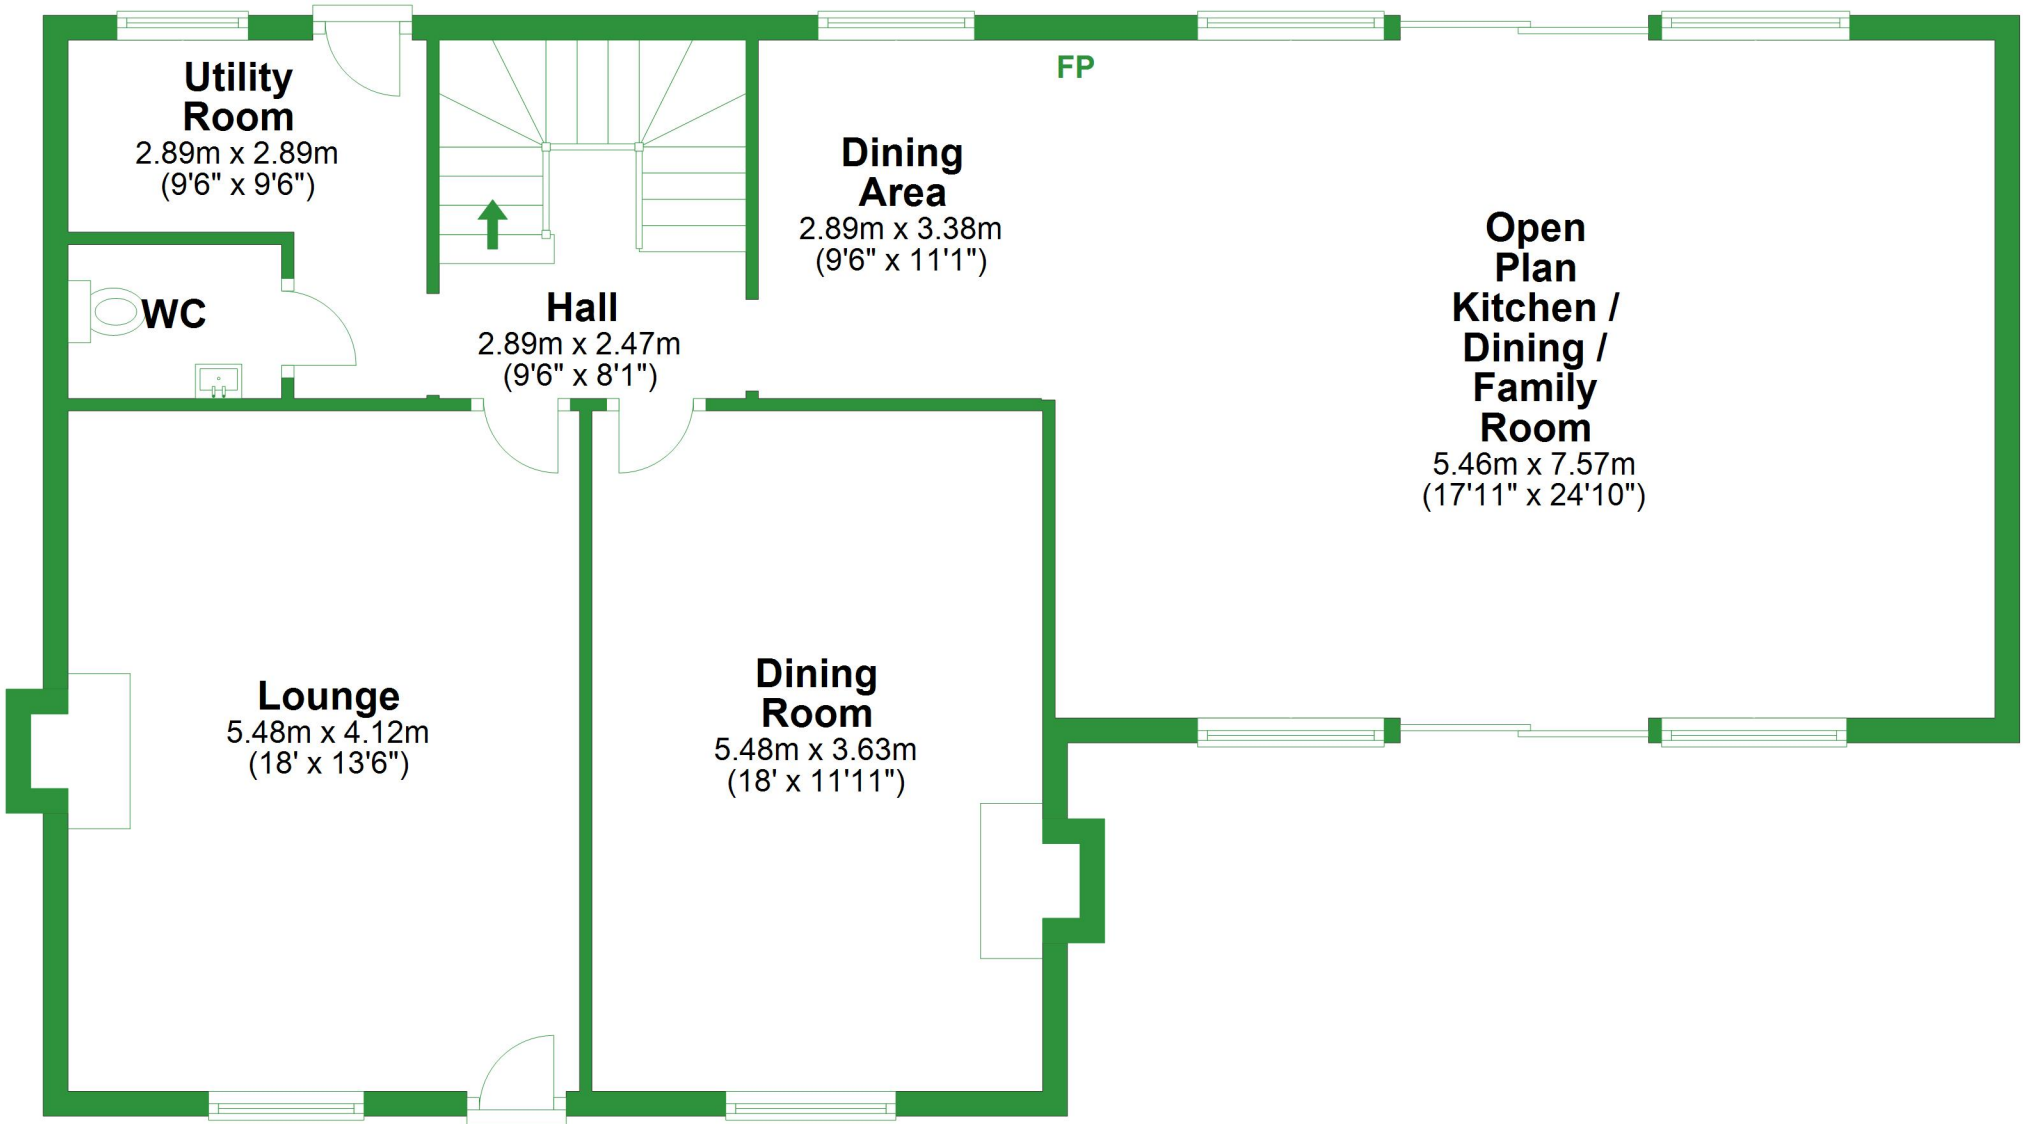 Utility
Room
2.89m x 2.89m
(9'6" x 9'6")
FP
Dining
Area
2.89m x 3.38m
(9'6" x 11'1")
Open
Plan
Kitchen /
Dining /
Family
Room
5.46m x 7.57m
(17'11" x 24'10")
WC
Hall
2.89m x 2.47m
(9'6" x 8'1")
Lounge
5.48m x 4.12m
(18' x 13'6")
Dining
Room
5.48m x 3.63m
(18' x 11'11")